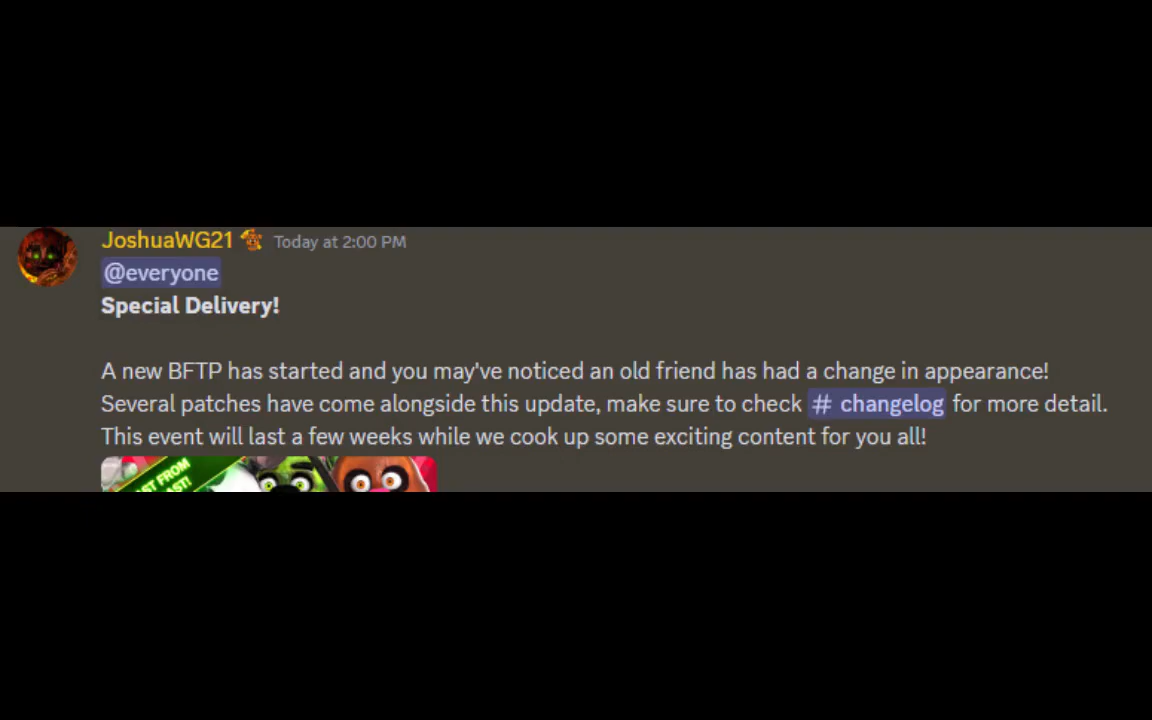 JoshuaWG21 Today at 2:00 PM
@everyone
Special Delivery!
A new BFTP has started and you may've noticed an old friend has had a change in appearance!
Several patches have come alongside this update, make sure to check # changelog for more detail.
This event will last a few weeks while we cook up some exciting content for you all!
AST FROM
AST!